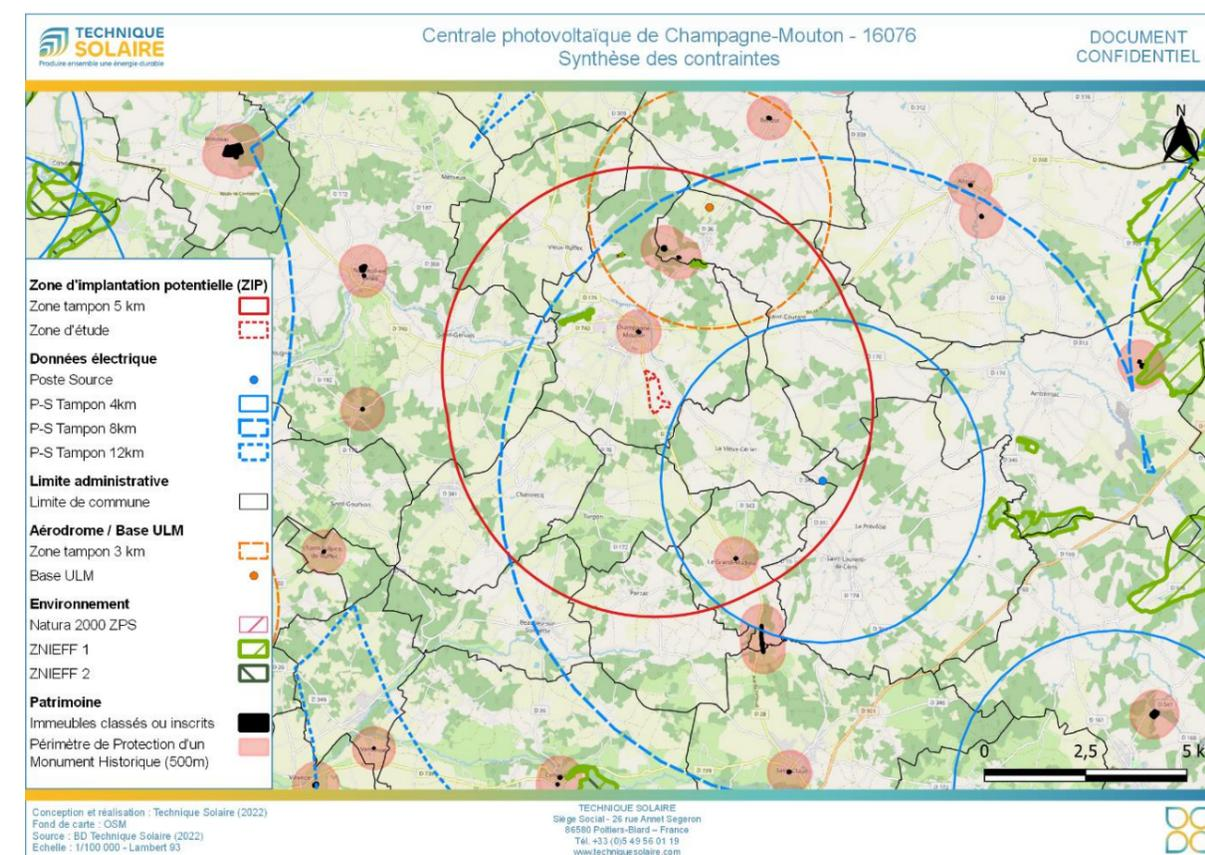 TECHNIQUE
SOLAIRE
Produire ensemble une énergie durable
Centrale photovoltaïque de Champagne-Mouton - 16076
Synthèse des contraintes
DOCUMENT
CONFIDENTIEL
N
Zone d'implantation potentielle (ZIP)
Zone tampon 5 km
Zone d'étude
Données électrique
Poste Source
P-S Tampon 4km
P-S Tampon 8km
P-S Tampon 12km
Limite administrative
Limite de commune
Aérodrome / Base ULM
Zone tampon 3 km
Base ULM
Environnement
Natura 2000 ZPS
ZNIEFF 1
ZNIEFF 2
Patrimoine
Immeubles classés ou inscrits
Périmètre de Protection d'un
Monument Historique (500m)
Vieux-Ruffec
Champagne
Mouton
Saint-Gervais
Saint-Coutant
Ambernac
Le Vieux-Cérier
Chassiecq
Turgon
Saint-Gourson
Le Grand-Madieu
Saint-Laurent-
de-Céris
Parzac
0
2,5
5 k
Conception et réalisation : Technique Solaire (2022)
Fond de carte : OSM
Source : BD Technique Solaire (2022)
Echelle : 1/100 000 - Lambert 93
TECHNIQUE SOLAIRE
Siège Social - 26 rue Annet Segeron
86580 Poitiers-Biard – France
Tél. +33 (0)5 49 56 01 19
www.techniquesolaire.com